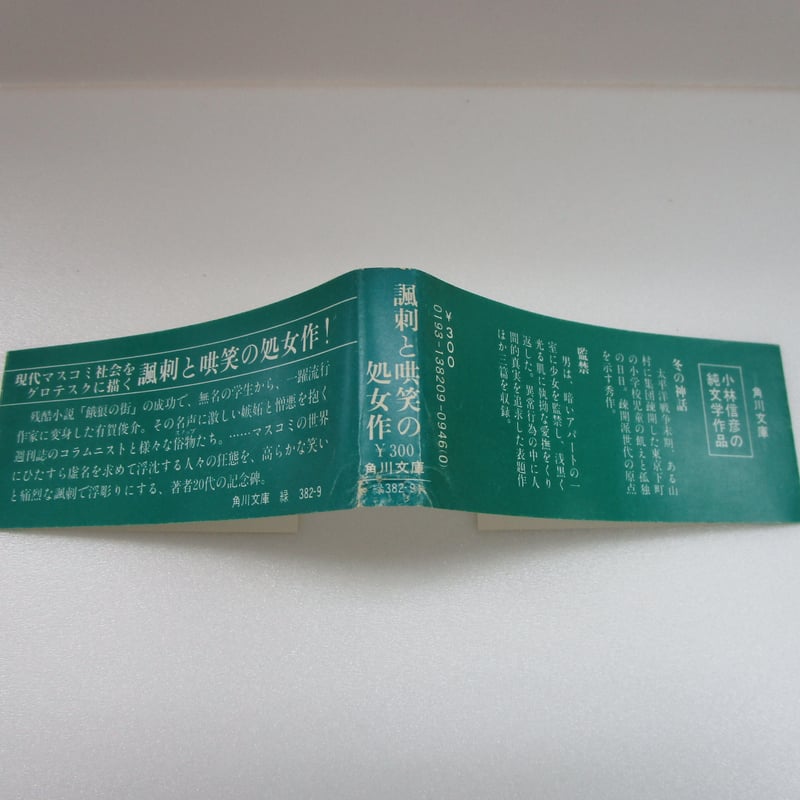 現代マスコミ社会を
グロテスクに描く
諷刺と哄笑の処女作!
残酷小説「餓狼の街」の成功で、無名の学生から、一躍流行
作家に変身した有賀俊介。その名声に激しい嫉妬と憎悪を抱く
週刊誌のコラムニストと様々な俗物たち。……マスコミの世界
にひたすら虚名を求めて浮沈する人々の狂態を、高らかな笑い
と痛烈な諷刺で浮彫りにする、著者20代の記念碑。
スノッブ
角川文庫 緑 382-9
諷刺と哄笑の
処女作
¥300
角川文庫
緑382-9
¥300
0193-138209-0946(0)
角川文庫
小林信彦の
純文学作品
冬の神話
太平洋戦争末期、ある山
村に集団疎開した東京下町
の小学校児童の飢えと孤独
の日日。疎開派世代の原点
を示す秀作。
監禁
男は、暗いアパートの一
室に少女を監禁し、浅黒く
光る肌に執拗な愛撫をくり
返した。異常な行為の中に人
間的真実を追求した表題作
ほか二篇を収録。